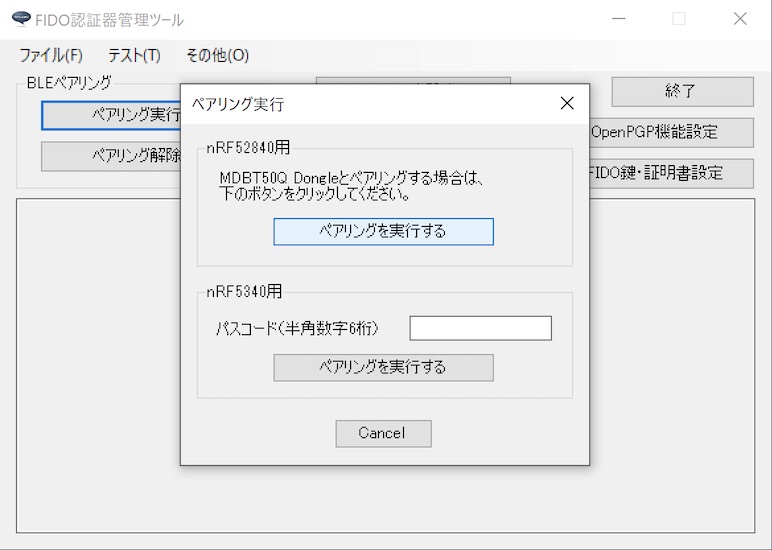 FIDO認証器管理ツール
ファイル(F) テスト(T) その他(O)
BLEペアリング
ペアリング実行
ペアリング解除
終了
OpenPGP機能設定
FIDO鍵・証明書設定
ペアリング実行
nRF52840用
MDBT50Q Dongleとペアリングする場合は、
下のボタンをクリックしてください。
ペアリングを実行する
nRF5340用
パスコード(半角数字6桁)
ペアリングを実行する
Cancel